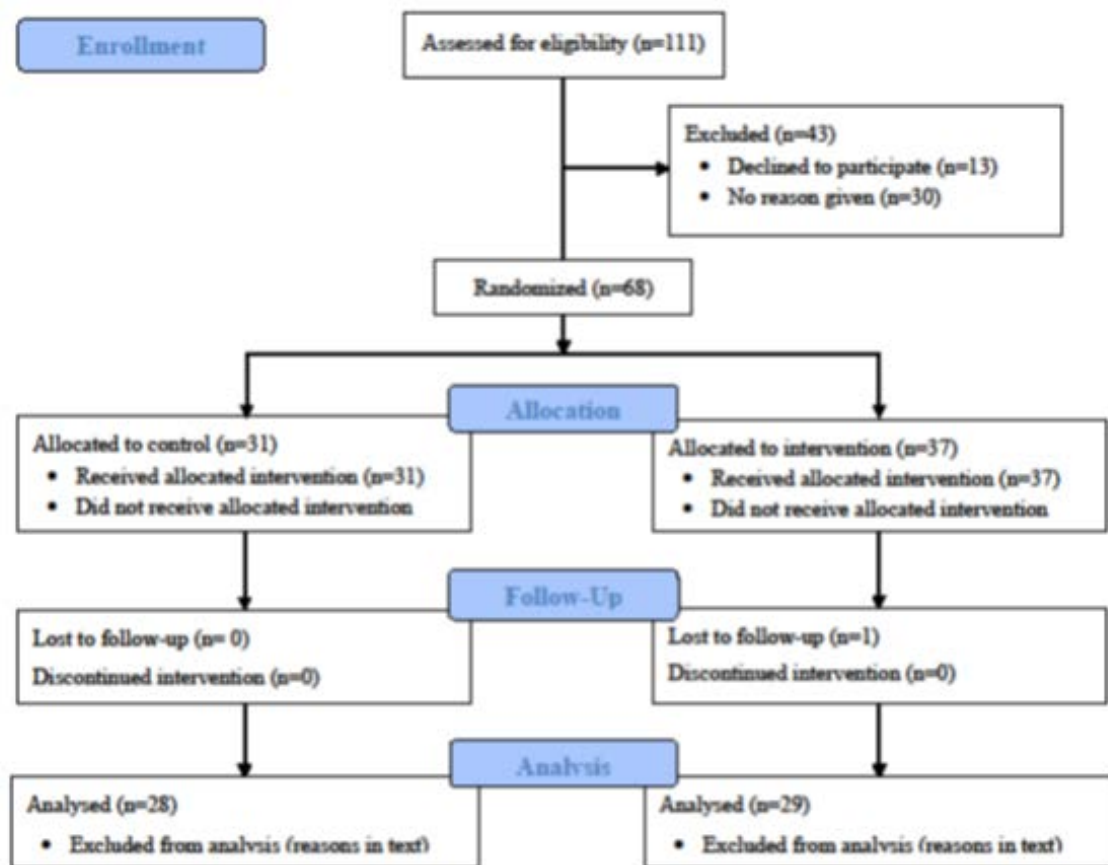 Enrollment
Assessed for eligibility (n=111)
Excluded (n=43)
• Declined to participate (n=13)
• No reason given (n=30)
Randomized (n=68)
Allocation
Allocated to control (n=31)
• Received allocated intervention (n=31)
• Did not receive allocated intervention
Allocated to intervention (n=37)
• Received allocated intervention (n=37)
• Did not receive allocated intervention
Follow-Up
Lost to follow-up (n= 0)
Discontinued intervention (n=0)
Lost to follow-up (n=1)
Discontinued intervention (n=0)
Analysis
Analysed (n=28)
• Excluded from analysis (reasons in text)
Analysed (n=29)
• Excluded from analysis (reasons in text)